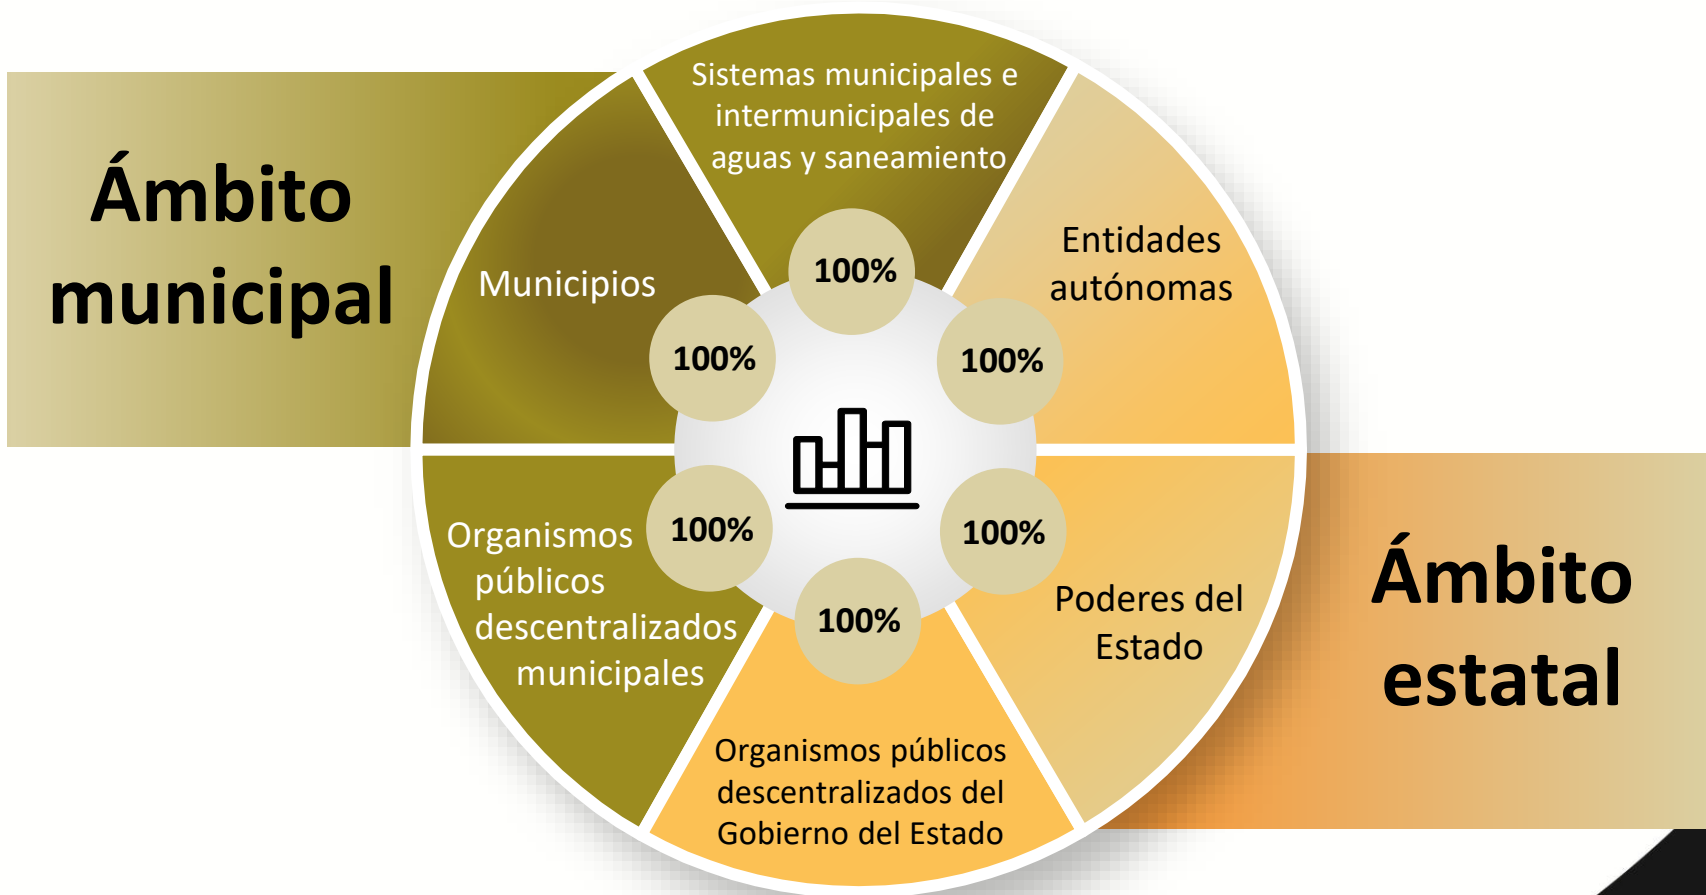 Ámbito
municipal
Sistemas municipales e
intermunicipales de
aguas y saneamiento
100%
Municipios
100%
Entidades
autónomas
100%
Organismos
públicos
descentralizados
municipales
100%
Poderes del
Estado
100%
Organismos públicos
descentralizados del
Gobierno del Estado
100%
Ámbito
estatal